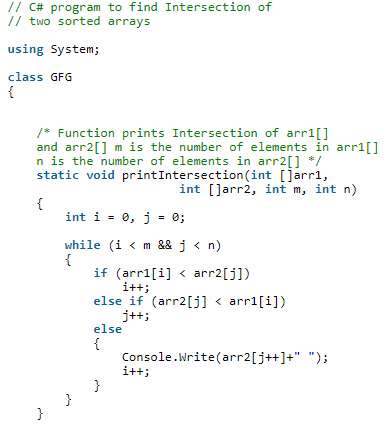 // C# program to find Intersection of
// two sorted arrays
using System;
class GFG
{
/* Function prints Intersection of arr1[]
and arr2[] m is the number of elements in arr1[]
n is the number of elements in arr2[] */
static void printIntersection(int []arr1,
int []arr2, int m, int n)
{
int i = 0, j = 0;
while (i < m && j < n)
{
if (arr1[i] < arr2[j])
i++;
else if (arr2[j] < arr1[i])
j++;
else
{
Console.Write(arr2[j++]+" ");
i++;
}
}
}